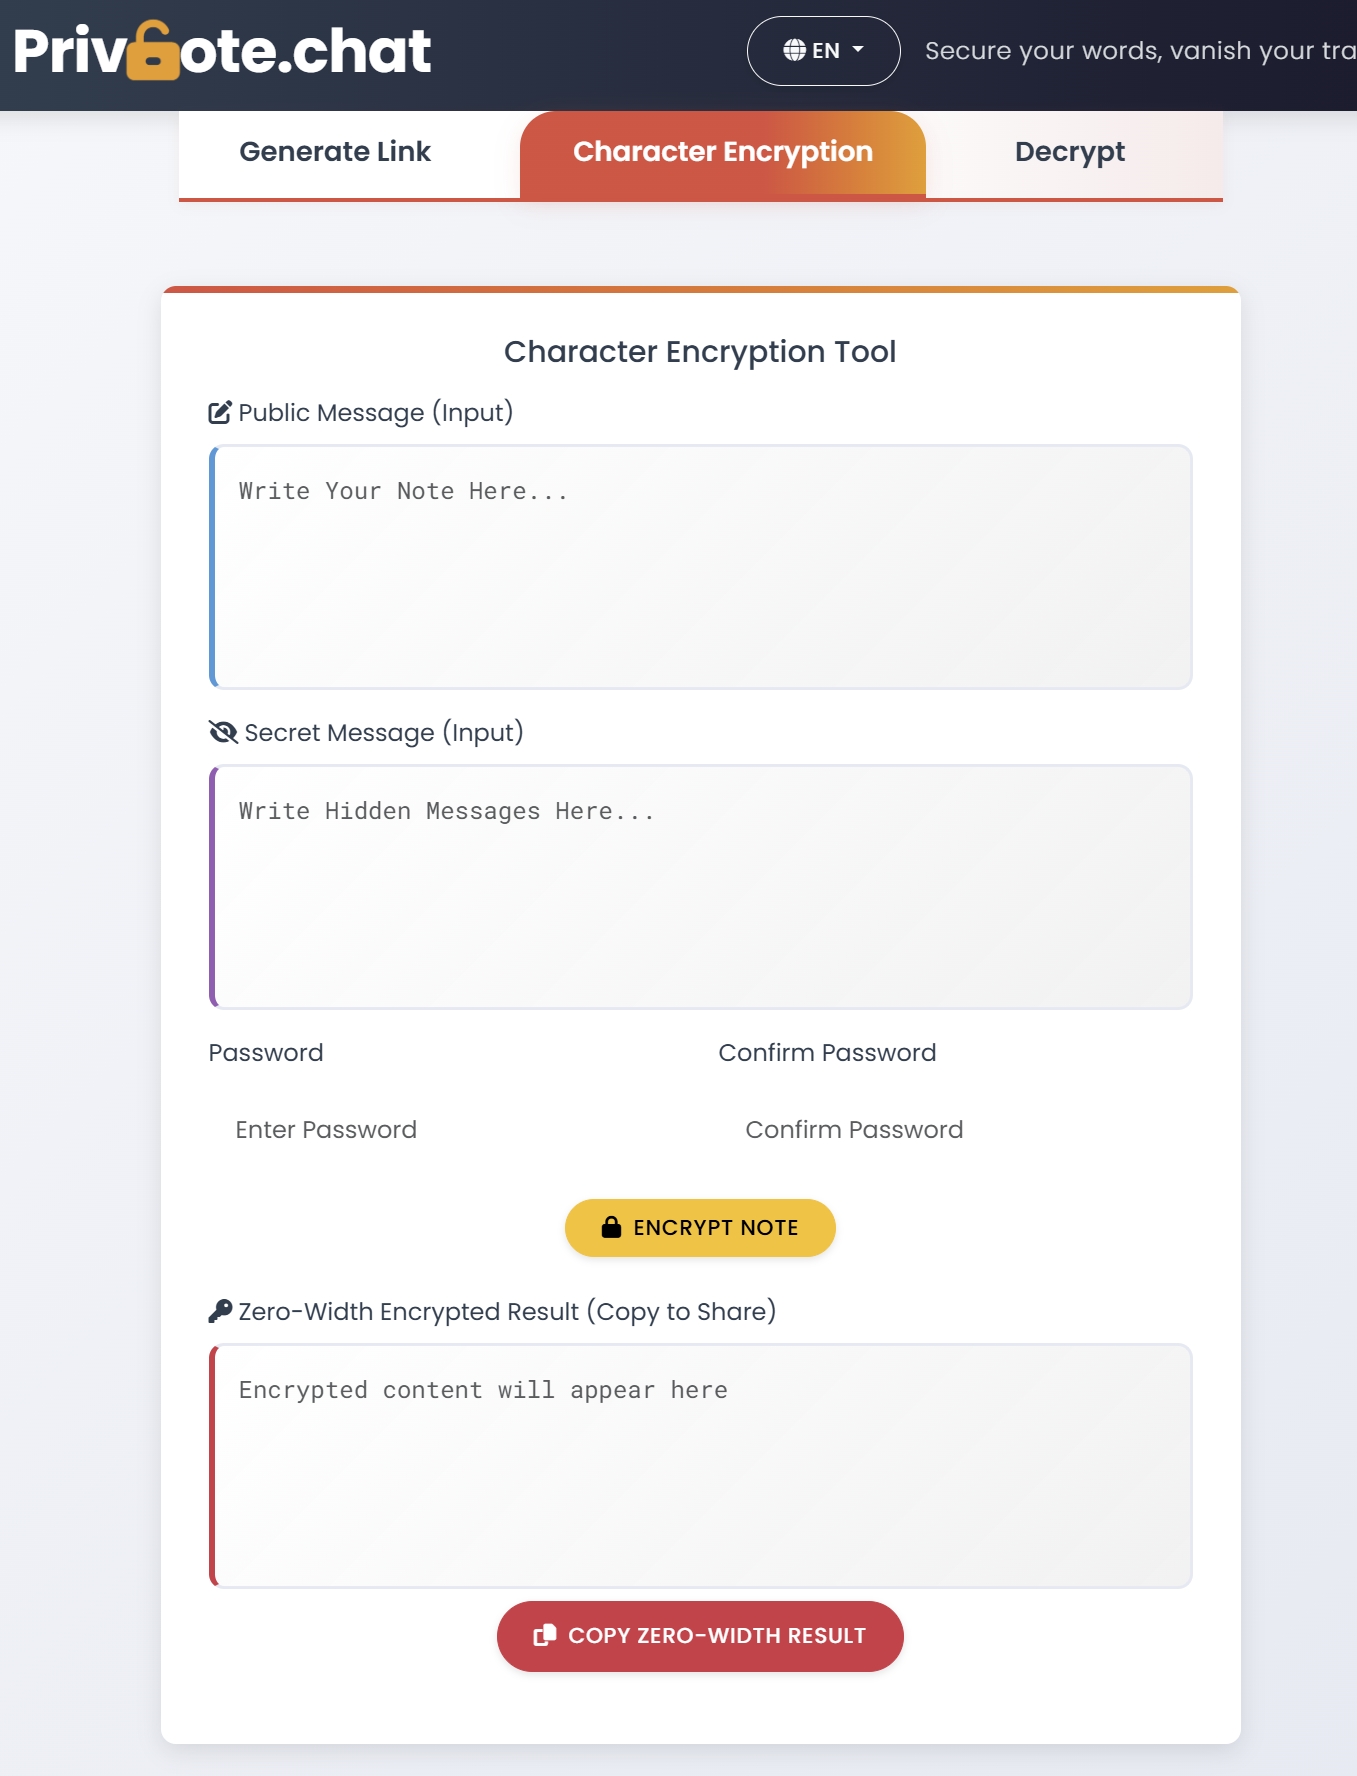 Privnote.chat
EN
Secure your words, vanish your tra
Generate Link
Character Encryption
Decrypt
Character Encryption Tool
Public Message (Input)
Write Your Note Here...
Secret Message (Input)
Write Hidden Messages Here...
Password
Confirm Password
Enter Password
Confirm Password
ENCRYPT NOTE
Zero-Width Encrypted Result (Copy to Share)
Encrypted content will appear here
COPY ZERO-WIDTH RESULT